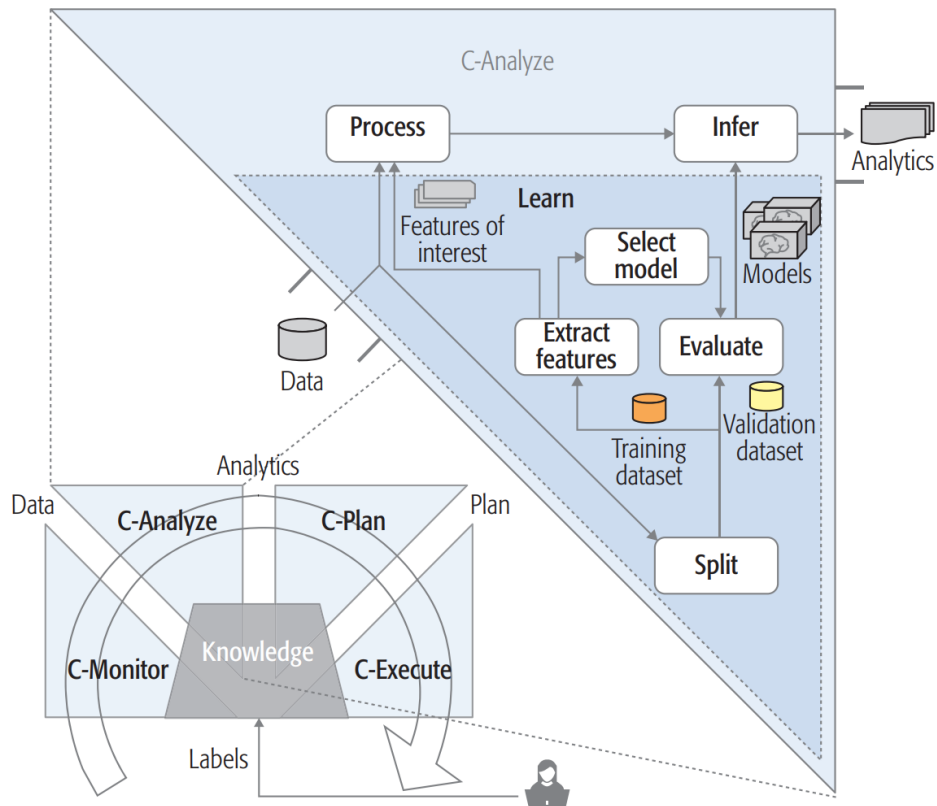 C-Analyze
Process
Infer
Analytics
Learn
Features of
interest
Select
model
Models
Extract
features
Evaluate
Data
Training
dataset
Validation
dataset
Split
Analytics
Data
Plan
C-Analyze
C-Plan
Knowledge
C-Monitor
C-Execute
Labels